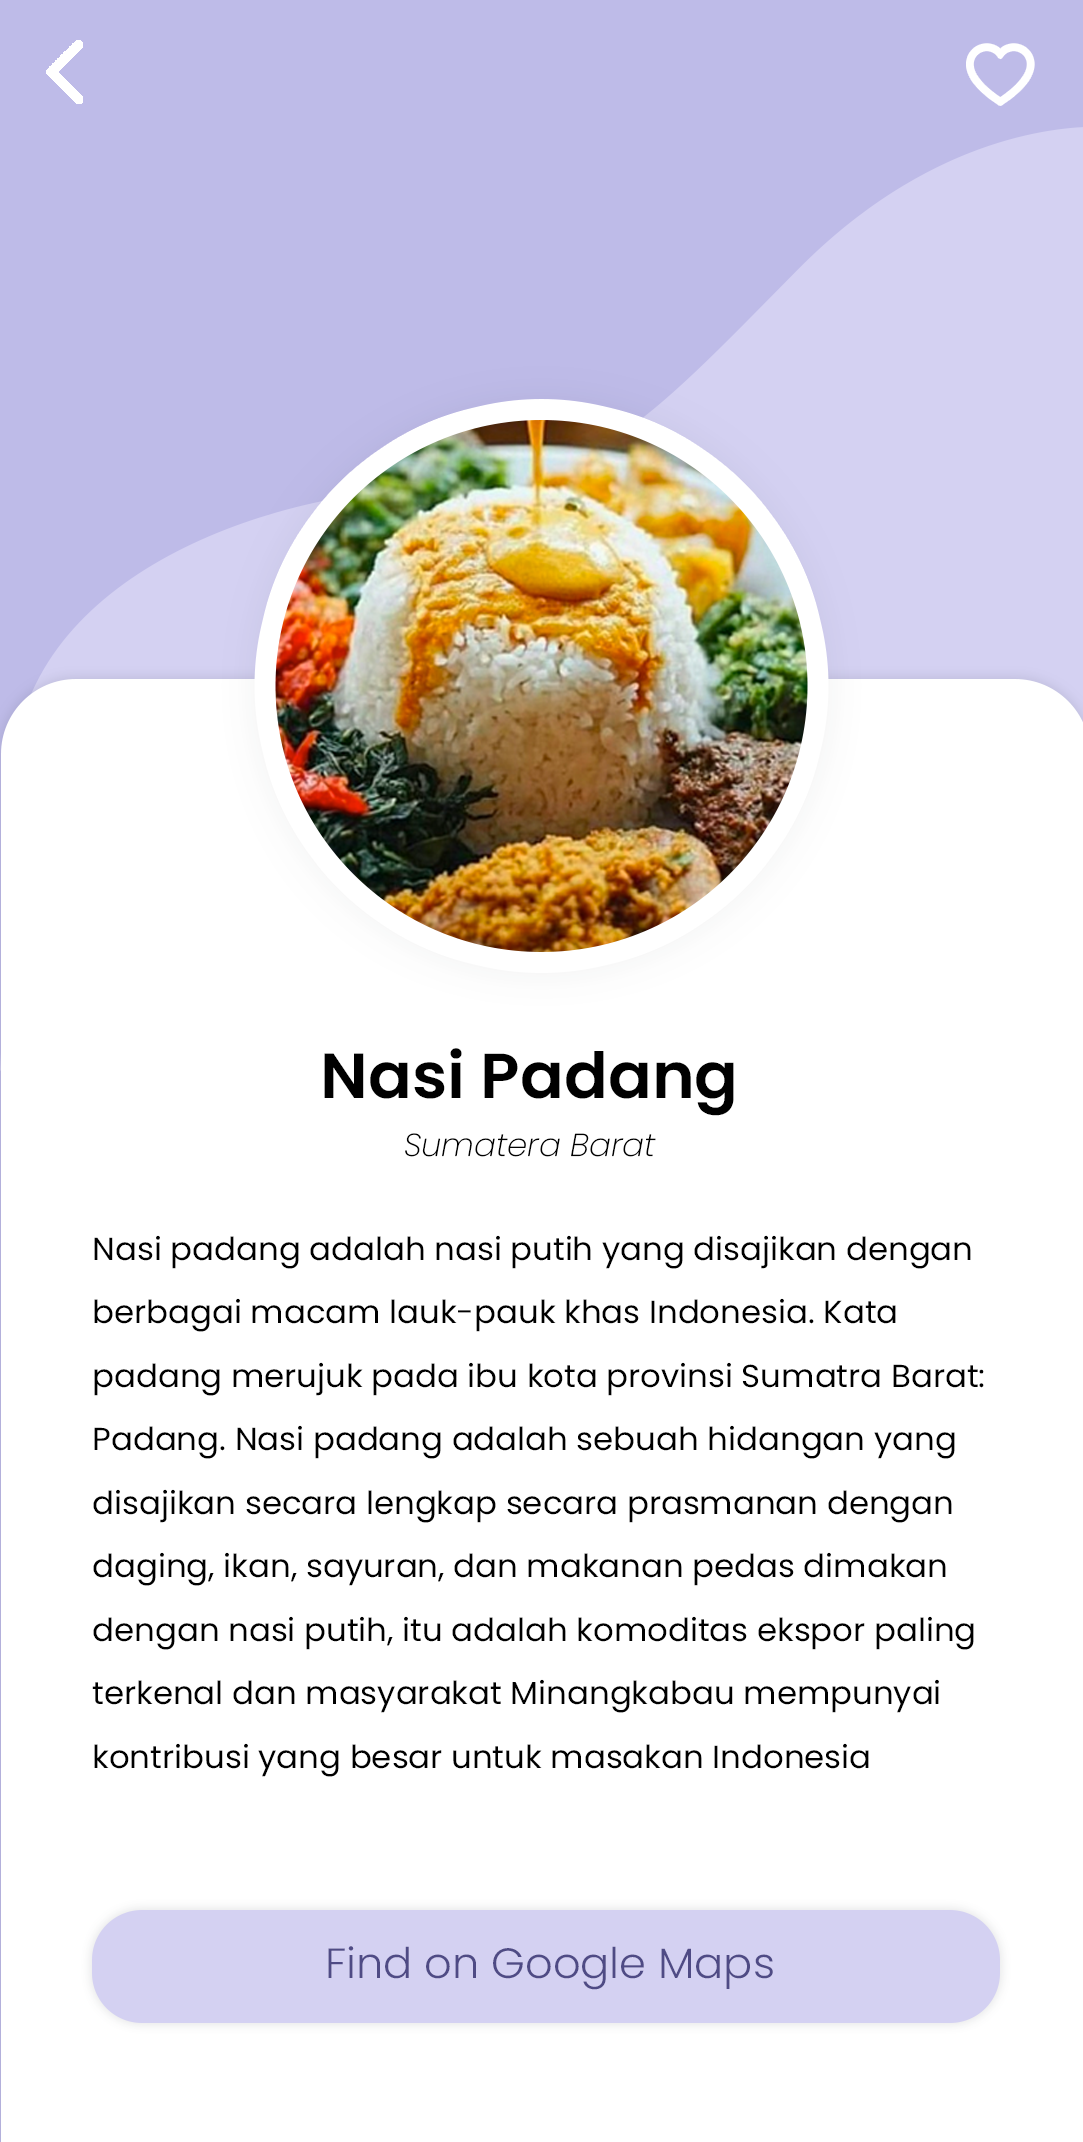 Nasi Padang
Sumatera Barat
Nasi padang adalah nasi putih yang disajikan dengan
berbagai macam lauk-pauk khas Indonesia. Kata
padang merujuk pada ibu kota provinsi Sumatra Barat:
Padang. Nasi padang adalah sebuah hidangan yang
disajikan secara lengkap secara prasmanan dengan
daging, ikan, sayuran, dan makanan pedas dimakan
dengan nasi putih, itu adalah komoditas ekspor paling
terkenal dan masyarakat Minangkabau mempunyai
kontribusi yang besar untuk masakan Indonesia
Find on Google Maps